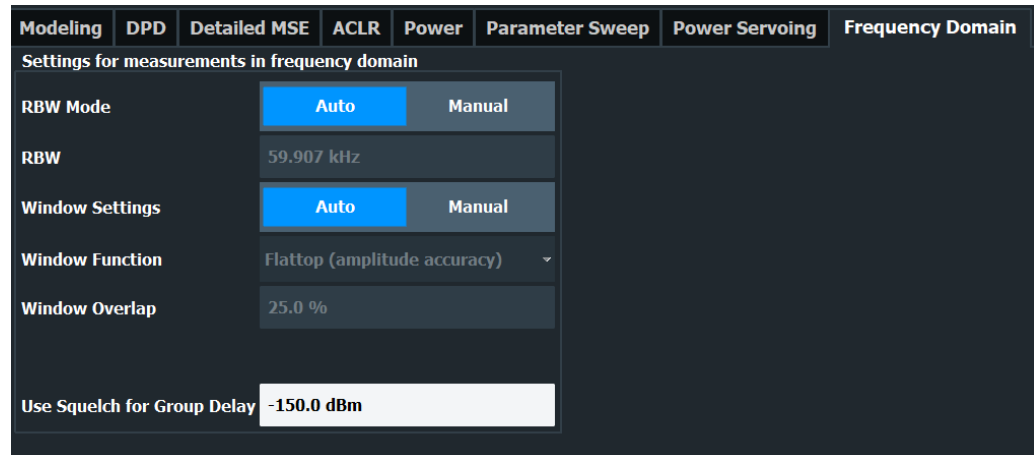 Modeling DPD Detailed MSE ACLR Power Parameter Sweep Power Servoing Frequency Domain
Settings for measurements in frequency domain
RBW Mode Auto Manual
RBW 59.907 kHz
Window Settings Auto Manual
Window Function Flattop (amplitude accuracy)
Window Overlap 25.0 %
Use Squelch for Group Delay -150.0 dBm